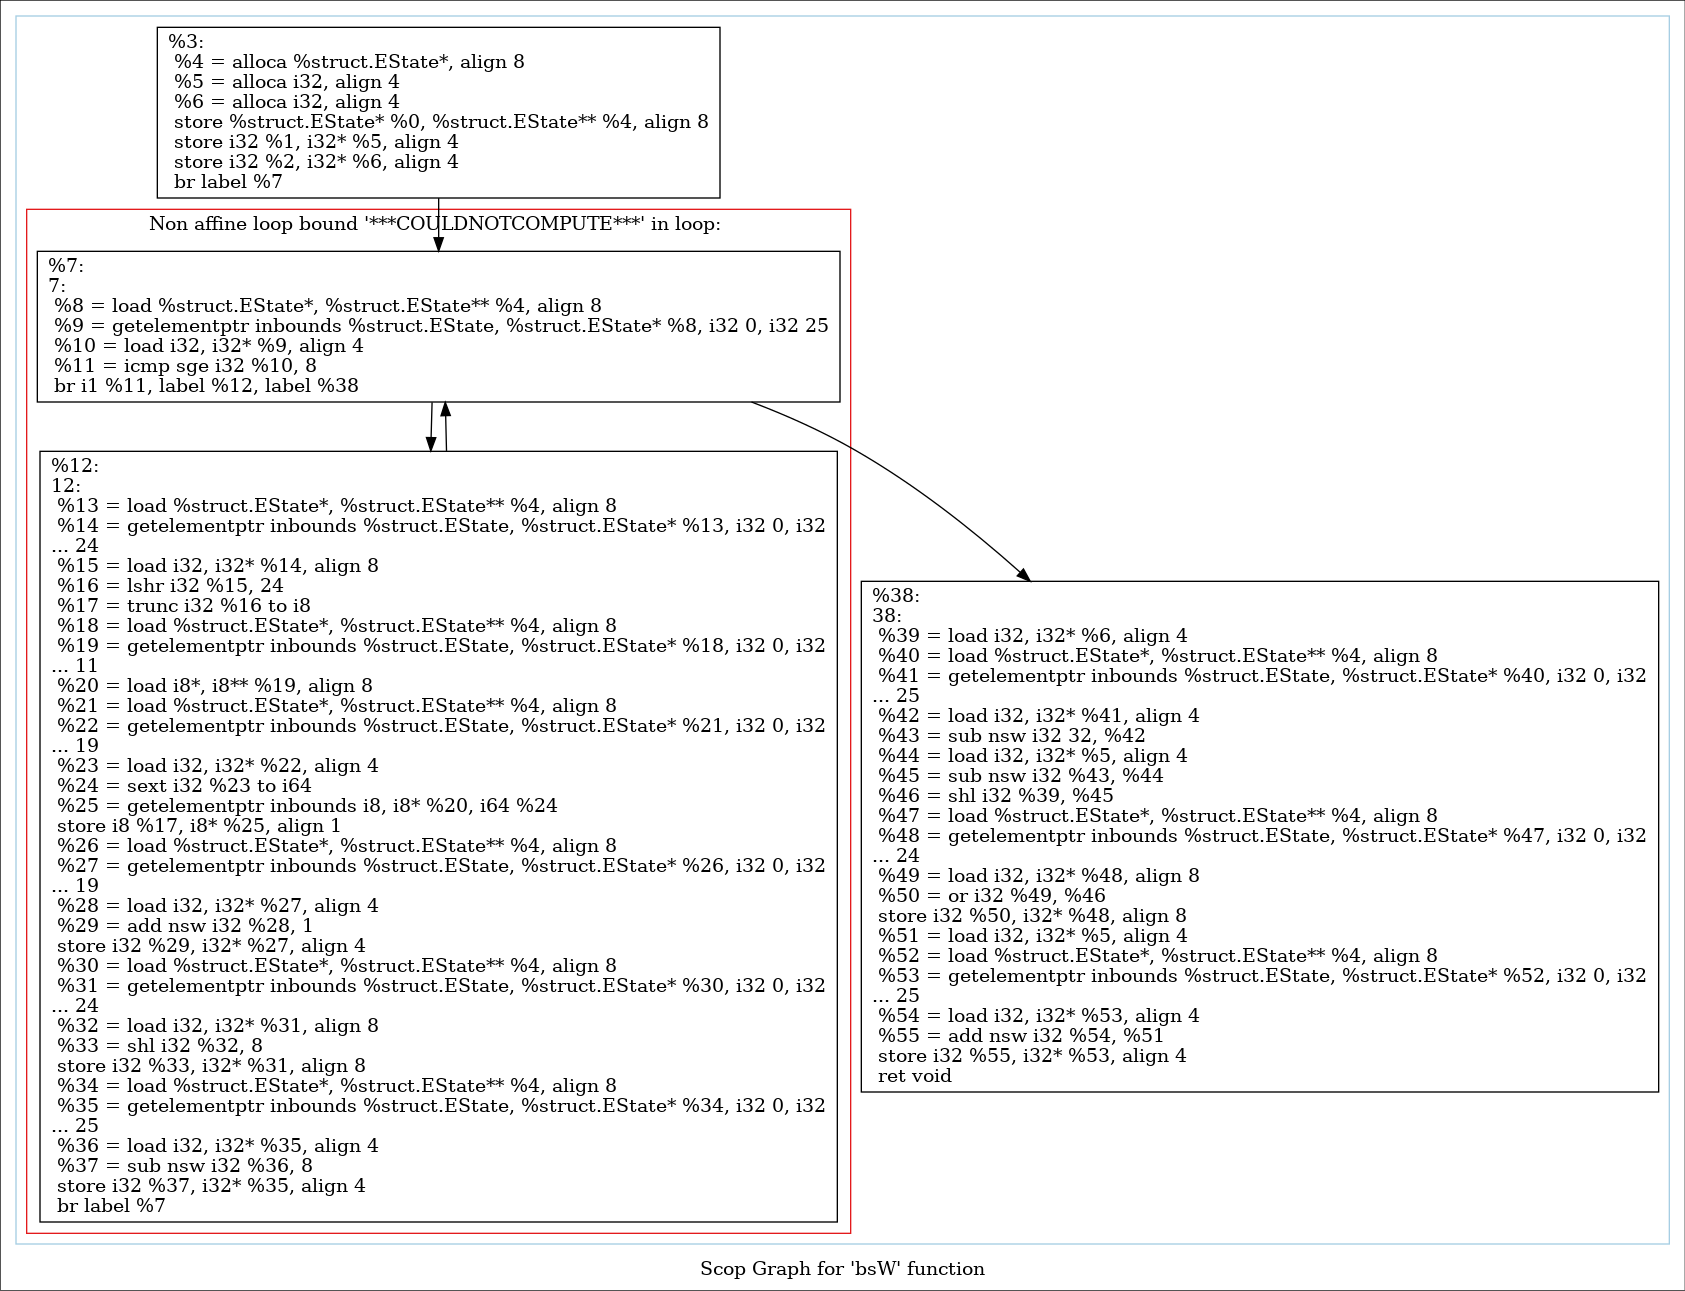 %3:
%4 = alloca %struct.EState*, align 8
%5 = alloca i32, align 4
%6 = alloca i32, align 4
store %struct.EState* %0, %struct.EState** %4, align 8
store i32 %1, i32* %5, align 4
store i32 %2, i32* %6, align 4
br label %7
Non affine loop bound '***COULDNOTCOMPUTE***' in loop:
%7:
7:
%8 = load %struct.EState*, %struct.EState** %4, align 8
%9 = getelementptr inbounds %struct.EState, %struct.EState* %8, i32 0, i32 25
%10 = load i32, i32* %9, align 4
%11 = icmp sge i32 %10, 8
br i1 %11, label %12, label %38
%12:
12:
%13 = load %struct.EState*, %struct.EState** %4, align 8
%14 = getelementptr inbounds %struct.EState, %struct.EState* %13, i32 0, i32
... 24
%15 = load i32, i32* %14, align 8
%16 = lshr i32 %15, 24
%17 = trunc i32 %16 to i8
%18 = load %struct.EState*, %struct.EState** %4, align 8
%19 = getelementptr inbounds %struct.EState, %struct.EState* %18, i32 0, i32
... 11
%20 = load i8*, i8** %19, align 8
%21 = load %struct.EState*, %struct.EState** %4, align 8
%22 = getelementptr inbounds %struct.EState, %struct.EState* %21, i32 0, i32
... 19
%23 = load i32, i32* %22, align 4
%24 = sext i32 %23 to i64
%25 = getelementptr inbounds i8, i8* %20, i64 %24
store i8 %17, i8* %25, align 1
%26 = load %struct.EState*, %struct.EState** %4, align 8
%27 = getelementptr inbounds %struct.EState, %struct.EState* %26, i32 0, i32
... 19
%28 = load i32, i32* %27, align 4
%29 = add nsw i32 %28, 1
store i32 %29, i32* %27, align 4
%30 = load %struct.EState*, %struct.EState** %4, align 8
%31 = getelementptr inbounds %struct.EState, %struct.EState* %30, i32 0, i32
... 24
%32 = load i32, i32* %31, align 8
%33 = shl i32 %32, 8
store i32 %33, i32* %31, align 8
%34 = load %struct.EState*, %struct.EState** %4, align 8
%35 = getelementptr inbounds %struct.EState, %struct.EState* %34, i32 0, i32
... 25
%36 = load i32, i32* %35, align 4
%37 = sub nsw i32 %36, 8
store i32 %37, i32* %35, align 4
br label %7
%38:
38:
%39 = load i32, i32* %6, align 4
%40 = load %struct.EState*, %struct.EState** %4, align 8
%41 = getelementptr inbounds %struct.EState, %struct.EState* %40, i32 0, i32
... 25
%42 = load i32, i32* %41, align 4
%43 = sub nsw i32 32, %42
%44 = load i32, i32* %5, align 4
%45 = sub nsw i32 %43, %44
%46 = shl i32 %39, %45
%47 = load %struct.EState*, %struct.EState** %4, align 8
%48 = getelementptr inbounds %struct.EState, %struct.EState* %47, i32 0, i32
... 24
%49 = load i32, i32* %48, align 8
%50 = or i32 %49, %46
store i32 %50, i32* %48, align 8
%51 = load i32, i32* %5, align 4
%52 = load %struct.EState*, %struct.EState** %4, align 8
%53 = getelementptr inbounds %struct.EState, %struct.EState* %52, i32 0, i32
... 25
%54 = load i32, i32* %53, align 4
%55 = add nsw i32 %54, %51
store i32 %55, i32* %53, align 4
ret void
Scop Graph for 'bsW' function